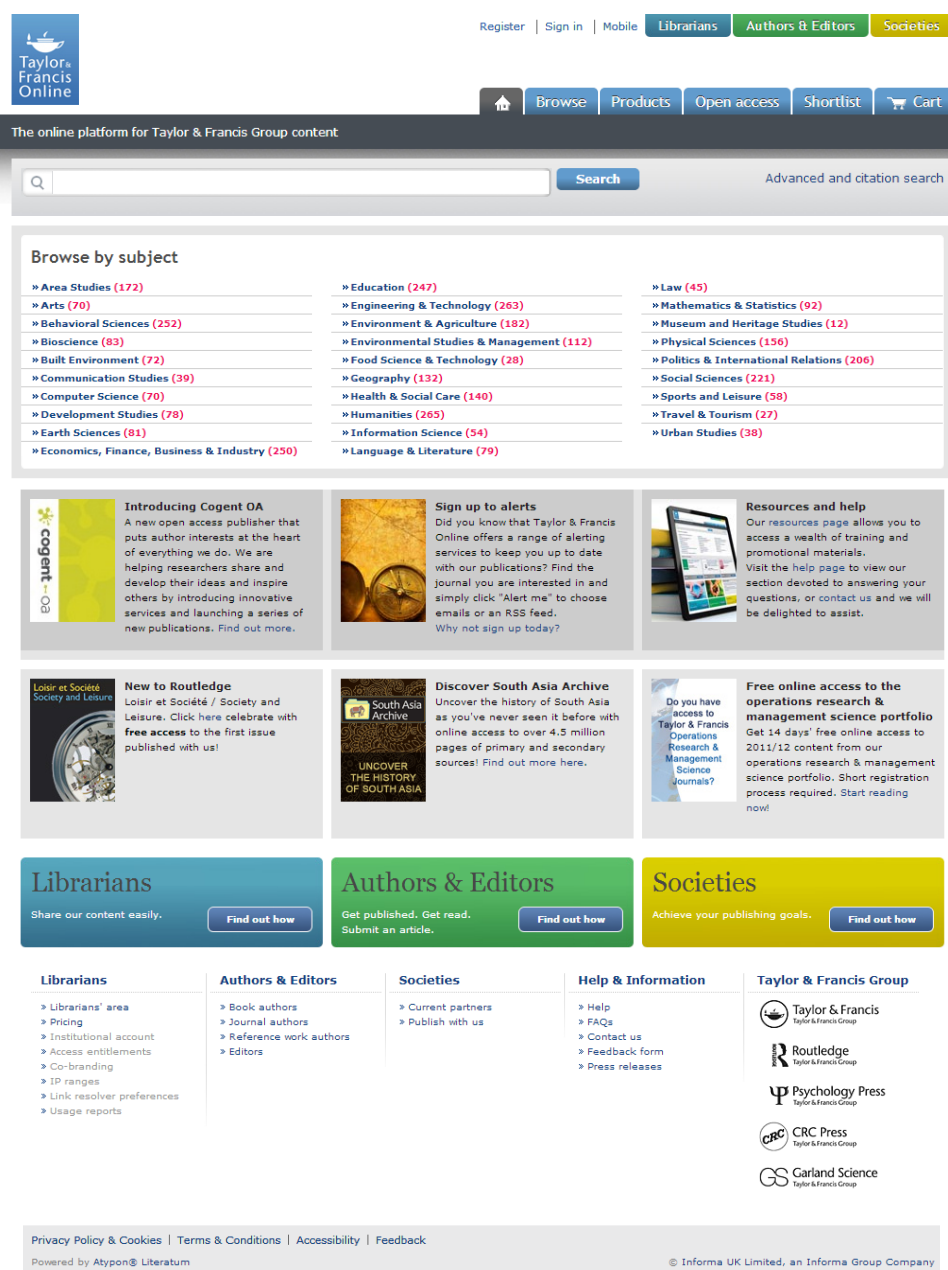 Taylor &
Francis
Online
Register | Sign in | Mobile
Librarians
Authors & Editors
Societies
Browse
Products
Open access
Shortlist
Cart
The online platform for Taylor & Francis Group content
Search
Advanced and citation search
Browse by subject
» Area Studies (172)
» Arts (70)
» Behavioral Sciences (252)
» Bioscience (83)
» Built Environment (72)
» Communication Studies (39)
» Computer Science (70)
» Development Studies (78)
» Earth Sciences (81)
» Economics, Finance, Business & Industry (250)
» Education (247)
» Engineering & Technology (263)
» Environment & Agriculture (182)
» Environmental Studies & Management (112)
» Food Science & Technology (28)
» Geography (132)
» Health & Social Care (140)
» Humanities (265)
» Information Science (54)
» Language & Literature (79)
» Law (45)
» Mathematics & Statistics (92)
» Museum and Heritage Studies (12)
» Physical Sciences (156)
» Politics & International Relations (206)
» Social Sciences (221)
» Sports and Leisure (58)
» Travel & Tourism (27)
» Urban Studies (38)
cogent – oa
Introducing Cogent OA
A new open access publisher that
puts author interests at the heart
of everything we do. We are
helping researchers share and
develop their ideas and inspire
others by introducing innovative
services and launching a series of
new publications. Find out more.
Sign up to alerts
Did you know that Taylor & Francis
Online offers a range of alerting
services to keep you up to date
with our publications? Find the
journal you are interested in and
simply click "Alert me" to choose
emails or an RSS feed.
Why not sign up today?
Resources and help
Our resources page allows you to
access a wealth of training and
promotional materials.
Visit the help page to view our
section devoted to answering your
questions, or contact us and we will
be delighted to assist.
Loisir et Société
Society and Leisure
New to Routledge
Loisir et Société / Society and
Leisure. Click here celebrate with
free access to the first issue
published with us!
South Asia
Archive
UNCOVER
THE HISTORY
OF SOUTH ASIA
Discover South Asia Archive
Uncover the history of South Asia
as you've never seen it before with
online access to over 4.5 million
pages of primary and secondary
sources! Find out more here.
Do you have
access to
Taylor & Francis
Operations
Research &
Management
Science
Journals?
Free online access to the
operations research &
management science portfolio
Get 14 days' free online access to
2011/12 content from our
operations research & management
science portfolio. Short registration
process required. Start reading
now!
Librarians
Share our content easily.
Find out how
Authors & Editors
Get published. Get read.
Submit an article.
Find out how
Societies
Achieve your publishing goals.
Find out how
Librarians
» Librarians' area
» Pricing
» Institutional account
» Access entitlements
» Co-branding
» IP ranges
» Link resolver preferences
» Usage reports
Authors & Editors
» Book authors
» Journal authors
» Reference work authors
» Editors
Societies
» Current partners
» Publish with us
Help & Information
» Help
» FAQs
» Contact us
» Feedback form
» Press releases
Taylor & Francis Group
Taylor & Francis
Taylor & Francis Group
Routledge
Taylor & Francis Group
Psychology Press
Taylor & Francis Group
CRC
CRC Press
Taylor & Francis Group
GS
Garland Science
Taylor & Francis Group
Privacy Policy & Cookies | Terms & Conditions | Accessibility | Feedback
Powered by Atypon® Literatum
© Informa UK Limited, an Informa Group Company